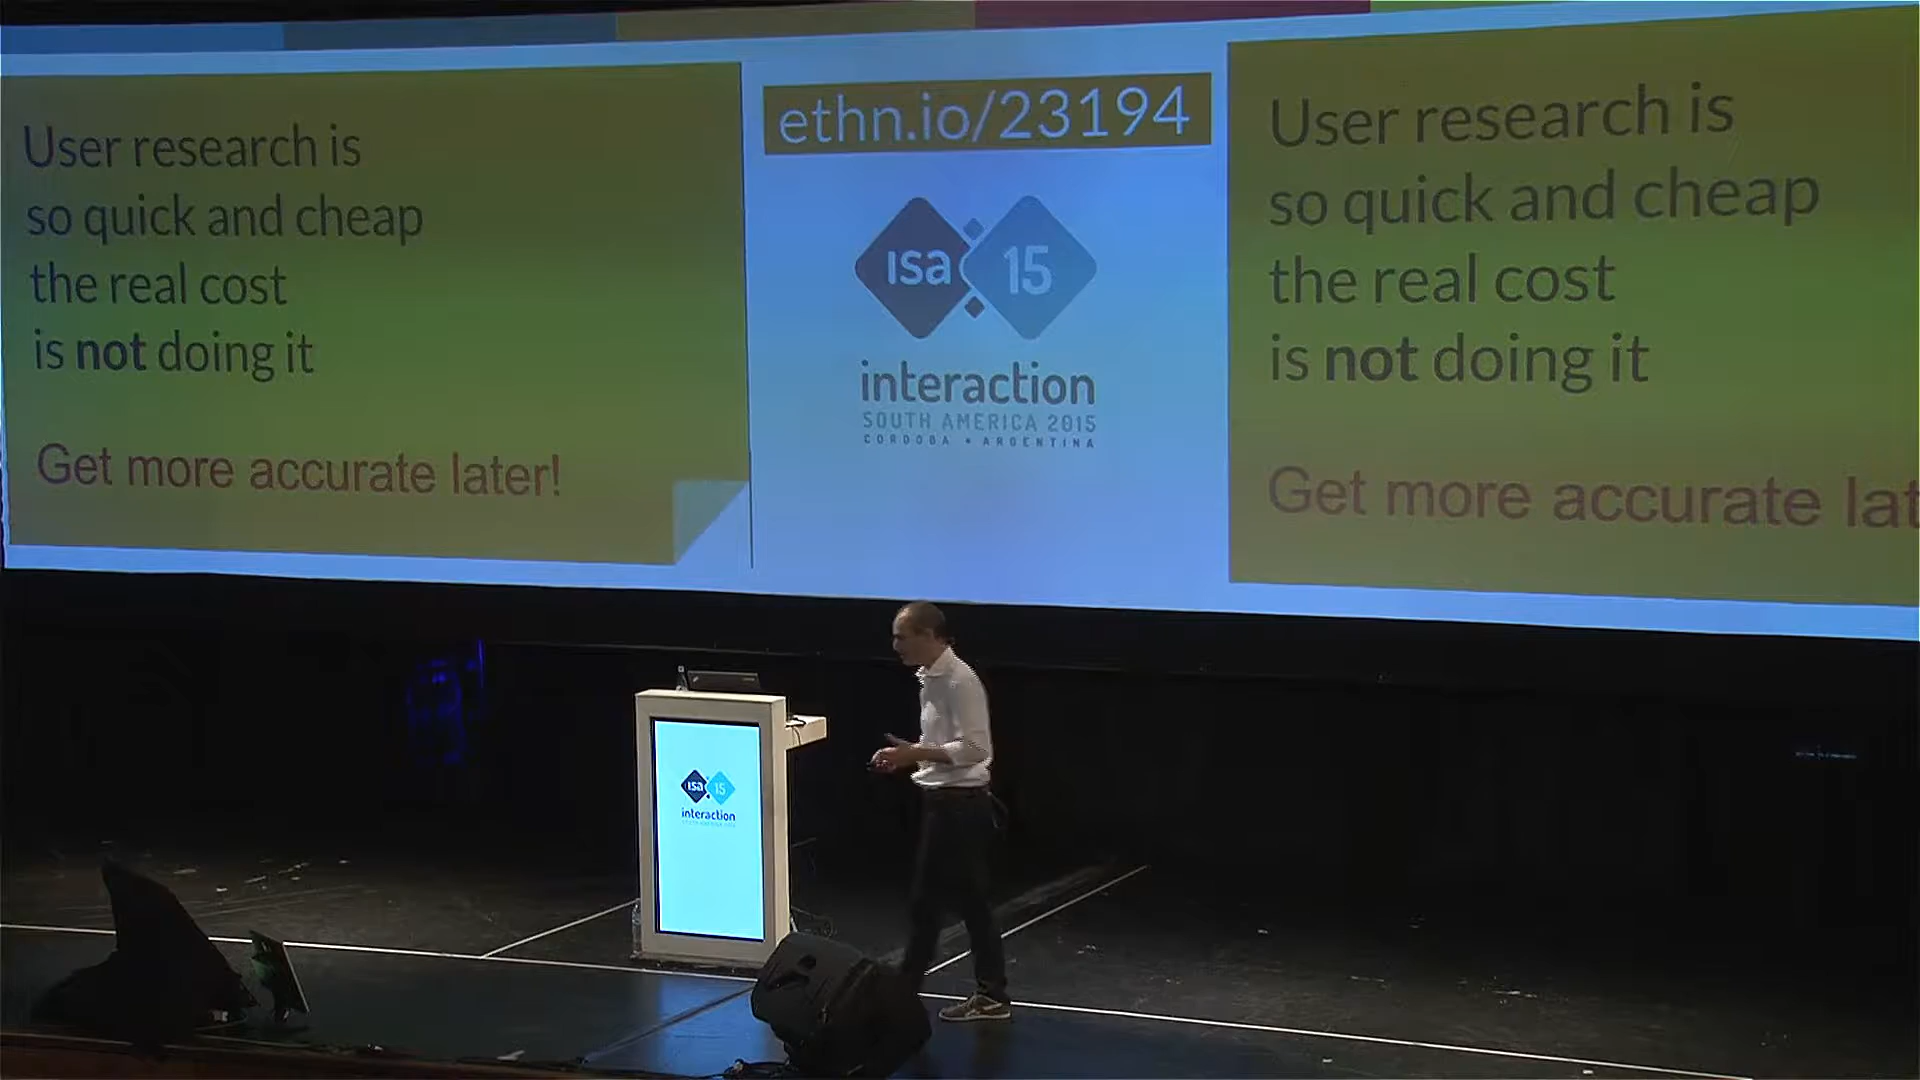 User research is
so quick and cheap
the real cost
is not doing it
Get more accurate later!
ethn.io/23194
isa 15
interaction
SOUTH AMERICA 2015
CORDOBA • ARGENTINA
User research is
so quick and cheap
the real cost
is not doing it
Get more accurate lat
isa 15
interaction